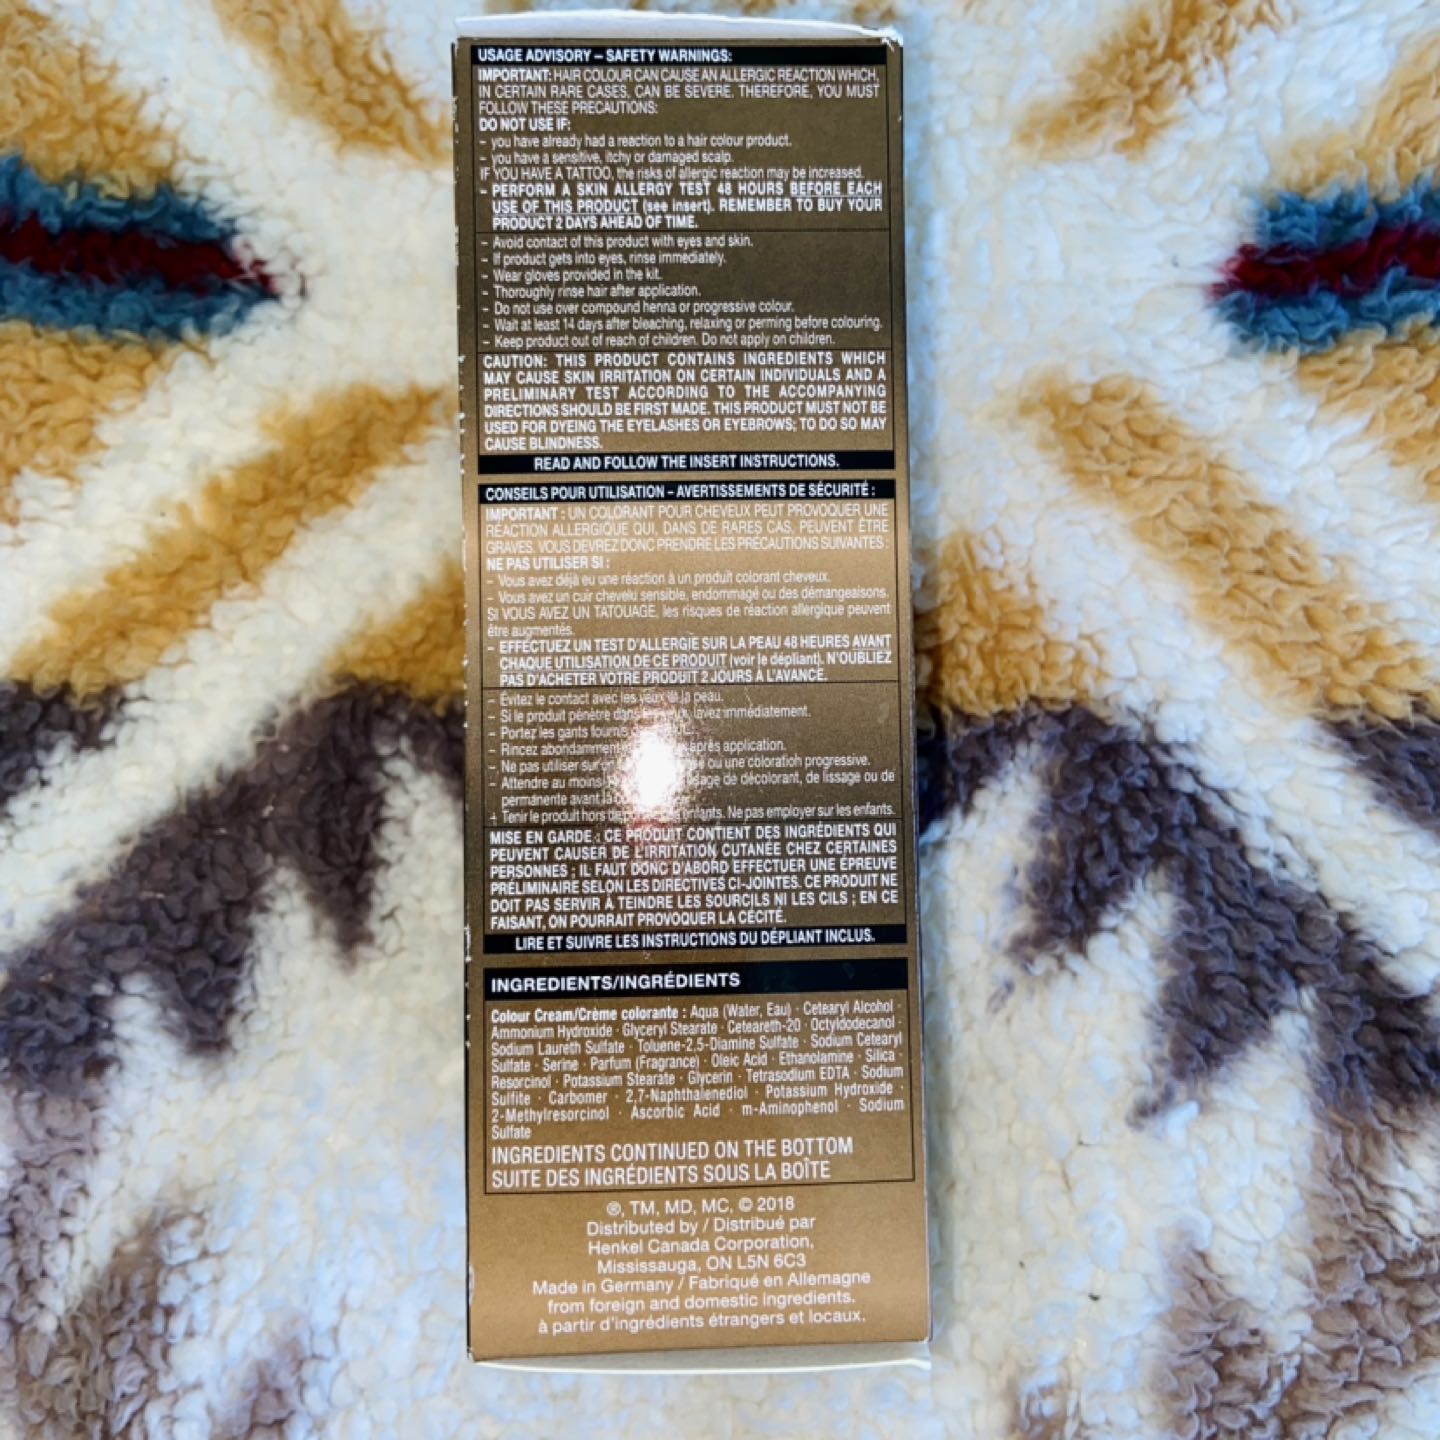 USAGE ADVISORY – SAFETY WARNINGS:
IMPORTANT: HAIR COLOUR CAN CAUSE AN ALLERGIC REACTION WHICH,
IN CERTAIN RARE CASES, CAN BE SEVERE. THEREFORE, YOU MUST
FOLLOW THESE PRECAUTIONS:
DO NOT USE IF:
– you have already had a reaction to a hair colour product.
– you have a sensitive, itchy or damaged scalp.
IF YOU HAVE A TATTOO, the risks of allergic reaction may be increased.
– PERFORM A SKIN ALLERGY TEST 48 HOURS BEFORE EACH
USE OF THIS PRODUCT (see insert). REMEMBER TO BUY YOUR
PRODUCT 2 DAYS AHEAD OF TIME.
– Avoid contact of this product with eyes and skin.
– If product gets into eyes, rinse immediately.
– Wear gloves provided in the kit.
– Thoroughly rinse hair after application.
– Do not use over compound henna or progressive colour.
– Wait at least 14 days after bleaching, relaxing or perming before colouring.
– Keep product out of reach of children. Do not apply on children.
CAUTION: THIS PRODUCT CONTAINS INGREDIENTS WHICH
MAY CAUSE SKIN IRRITATION ON CERTAIN INDIVIDUALS AND A
PRELIMINARY TEST ACCORDING TO THE ACCOMPANYING
DIRECTIONS SHOULD BE FIRST MADE. THIS PRODUCT MUST NOT BE
USED FOR DYEING THE EYELASHES OR EYEBROWS; TO DO SO MAY
CAUSE BLINDNESS.
READ AND FOLLOW THE INSERT INSTRUCTIONS.
CONSEILS POUR UTILISATION – AVERTISSEMENTS DE SÉCURITÉ :
IMPORTANT : UN COLORANT POUR CHEVEUX PEUT PROVOQUER UNE
RÉACTION ALLERGIQUE QUI, DANS DE RARES CAS, PEUVENT ÊTRE
GRAVES. VOUS DEVREZ DONC PRENDRE LES PRÉCAUTIONS SUIVANTES :
NE PAS UTILISER SI :
– Vous avez déjà eu une réaction à un produit colorant cheveux.
– Vous avez un cuir chevelu sensible, endommagé ou des démangeaisons.
SI VOUS AVEZ UN TATOUAGE, les risques de réaction allergique peuvent
être augmentés.
– EFFECTUEZ UN TEST D'ALLERGIE SUR LA PEAU 48 HEURES AVANT
CHAQUE UTILISATION DE CE PRODUIT (voir le dépliant). N'OUBLIEZ
PAS D'ACHETER VOTRE PRODUIT 2 JOURS À L'AVANCE.
– Évitez le contact avec les yeux et la peau.
– Si le produit pénètre dans yeux, lavez immédiatement.
– Portez les gants fournis
– Rincez abondamment après application.
– Ne pas utiliser sur ou une coloration progressive.
– Attendre au moins de décolorant, de lissage ou de
permanente avant la
– Tenir le produit hors de enfants. Ne pas employer sur les enfants.
MISE EN GARDE : CE PRODUIT CONTIENT DES INGRÉDIENTS QUI
PEUVENT CAUSER DE L'IRRITATION CUTANÉE CHEZ CERTAINES
PERSONNES ; IL FAUT DONC D'ABORD EFFECTUER UNE ÉPREUVE
PRÉLIMINAIRE SELON LES DIRECTIVES CI-JOINTES. CE PRODUIT NE
DOIT PAS SERVIR À TEINDRE LES SOURCILS NI LES CILS ; EN CE
FAISANT, ON POURRAIT PROVOQUER LA CÉCITÉ.
LIRE ET SUIVRE LES INSTRUCTIONS DU DÉPLIANT INCLUS.
INGREDIENTS/INGRÉDIENTS
Colour Cream/Crème colorante : Aqua (Water, Eau) · Cetearyl Alcohol ·
Ammonium Hydroxide · Glyceryl Stearate · Ceteareth-20 · Octyldodecanol ·
Sodium Laureth Sulfate · Toluene-2,5-Diamine Sulfate · Sodium Cetearyl
Sulfate · Serine · Parfum (Fragrance) · Oleic Acid · Ethanolamine · Silica ·
Resorcinol · Potassium Stearate · Glycerin · Tetrasodium EDTA · Sodium
Sulfite · Carbomer · 2,7-Naphthalenediol · Potassium Hydroxide ·
2-Methylresorcinol · Ascorbic Acid · m-Aminophenol · Sodium
Sulfate
INGREDIENTS CONTINUED ON THE BOTTOM
SUITE DES INGRÉDIENTS SOUS LA BOÎTE
®, TM, MD, MC, © 2018
Distributed by / Distribué par
Henkel Canada Corporation,
Mississauga, ON L5N 6C3
Made in Germany / Fabriqué en Allemagne
from foreign and domestic ingredients.
à partir d'ingrédients étrangers et locaux.